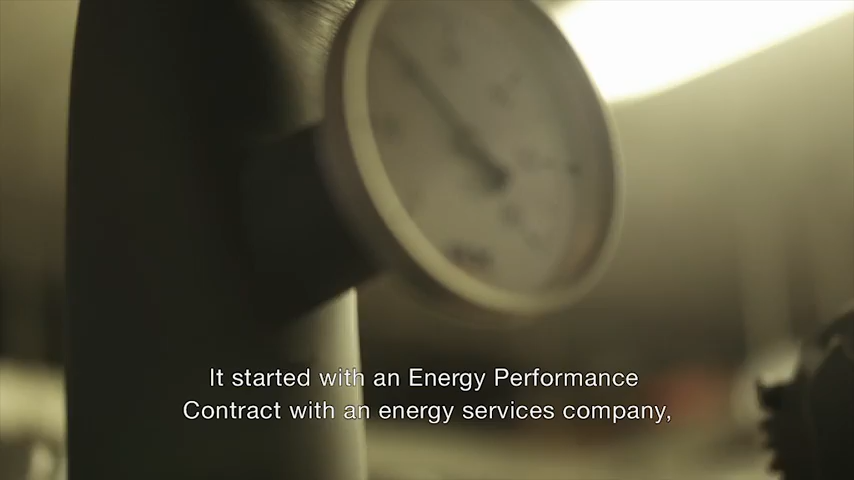 It started with an Energy Performance
Contract with an energy services company,